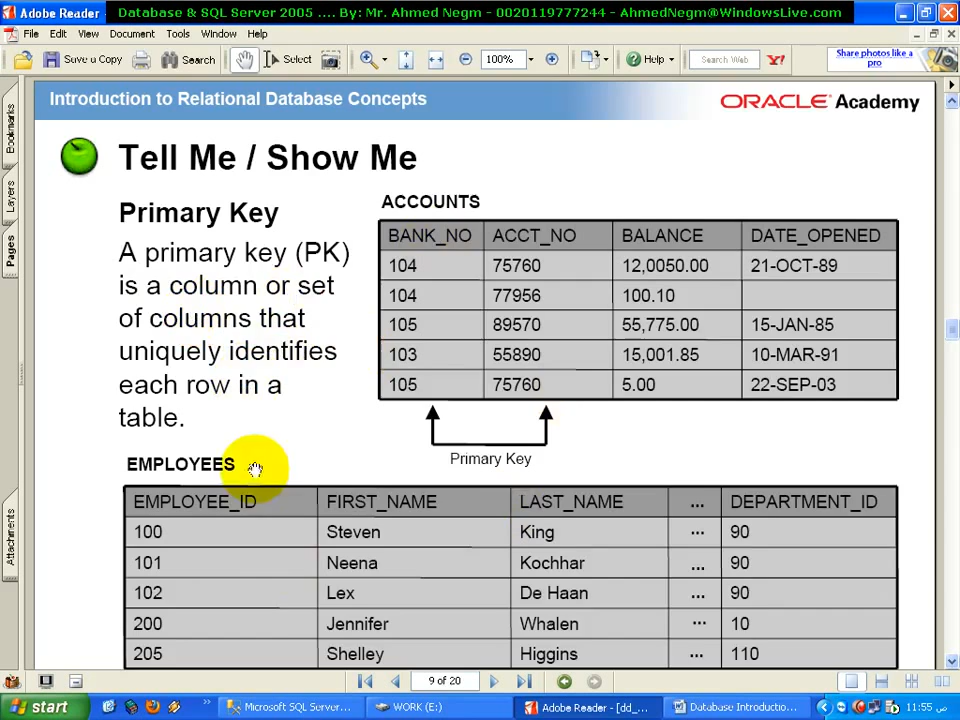 Adobe Reader
Database & SQL Server 2005 .... By: Mr. Ahmed Negm - 0020119777244 - AhmedNegm@WindowsLive.com
File Edit View Document Tools Window Help
Save a Copy Search Select 100% Help Search Web Y! Share photos like a pro
Bookmarks
Layers
Pages
Attachments
Introduction to Relational Database Concepts
ORACLE Academy
Tell Me / Show Me
Primary Key
A primary key (PK)
is a column or set
of columns that
uniquely identifies
each row in a
table.
ACCOUNTS
BANK_NO ACCT_NO BALANCE DATE_OPENED
104 75760 12,0050.00 21-OCT-89
104 77956 100.10
105 89570 55,775.00 15-JAN-85
103 55890 15,001.85 10-MAR-91
105 75760 5.00 22-SEP-03
Primary Key
EMPLOYEES
EMPLOYEE_ID FIRST_NAME LAST_NAME ... DEPARTMENT_ID
100 Steven King ... 90
101 Neena Kochhar ... 90
102 Lex De Haan ... 90
200 Jennifer Whalen ... 10
205 Shelley Higgins ... 110
9 of 20
start Microsoft SQL Server... WORK (E:) Adobe Reader - [dd_... Database Introductio... 11:55 ص